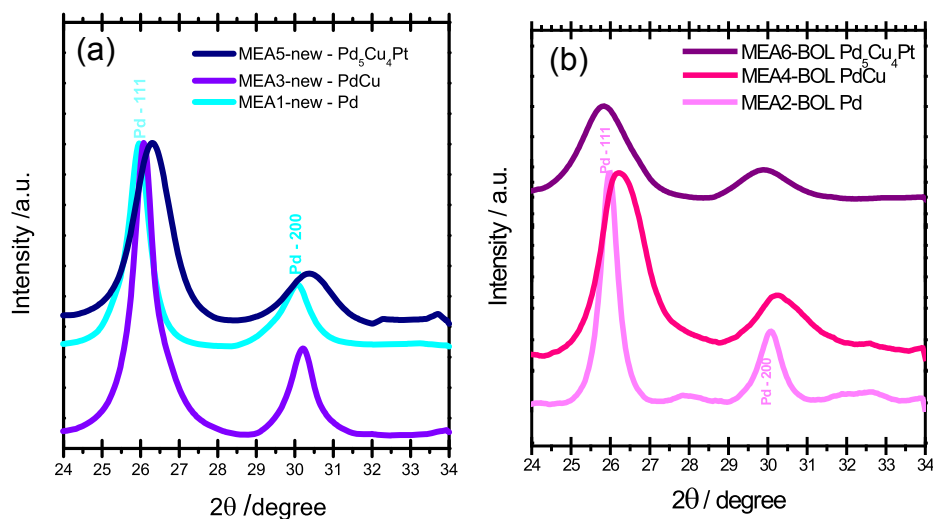 (a)
MEA5-new - Pd5Cu4Pt
MEA3-new - PdCu
MEA1-new - Pd
Pd - 111
Pd - 200
Intensity /a.u.
24 25 26 27 28 29 30 31 32 33 34
2θ /degree
(b)
MEA6-BOL Pd5Cu4Pt
MEA4-BOL PdCu
MEA2-BOL Pd
Pd - 111
Pd - 200
Intensity / a.u.
24 25 26 27 28 29 30 31 32 33 34
2θ / degree